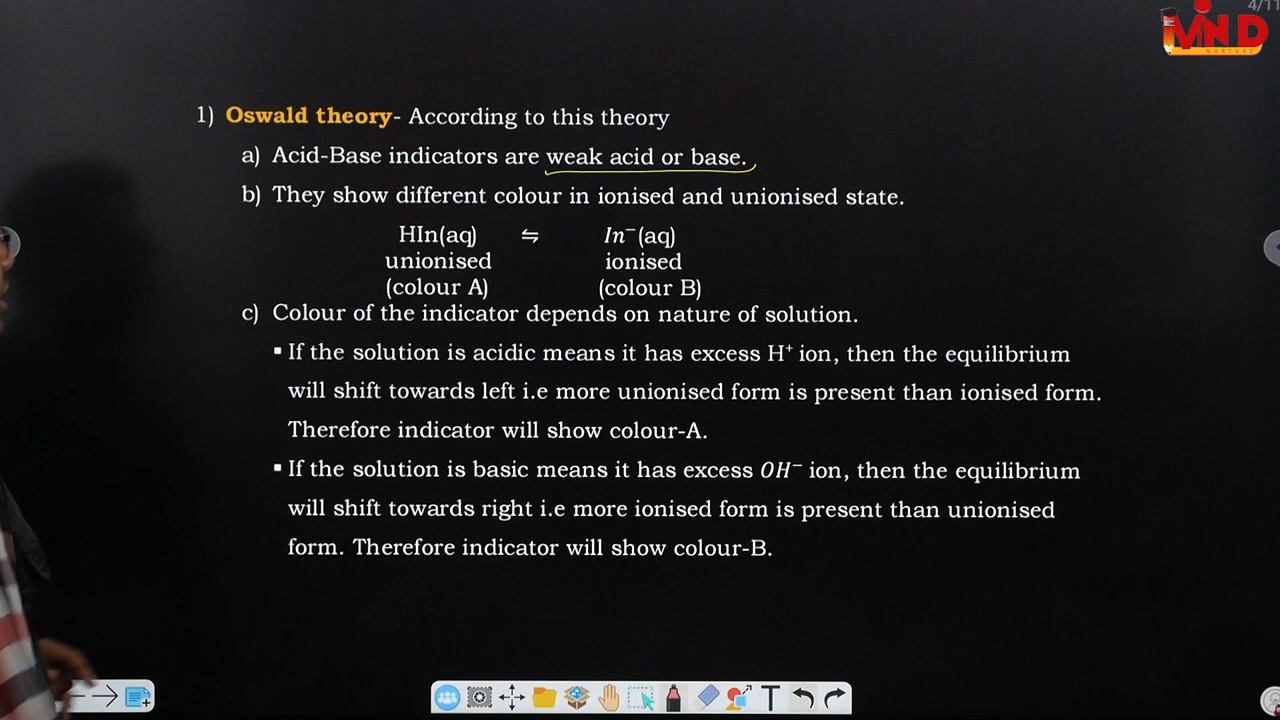 4/11
MIND
NURTURE
1) Oswald theory- According to this theory
a) Acid-Base indicators are weak acid or base.
b) They show different colour in ionised and unionised state.
HIn(aq) ⇋ In⁻(aq)
unionised ionised
(colour A) (colour B)
c) Colour of the indicator depends on nature of solution.
▪ If the solution is acidic means it has excess H⁺ ion, then the equilibrium
will shift towards left i.e more unionised form is present than ionised form.
Therefore indicator will show colour-A.
▪ If the solution is basic means it has excess OH⁻ ion, then the equilibrium
will shift towards right i.e more ionised form is present than unionised
form. Therefore indicator will show colour-B.
T